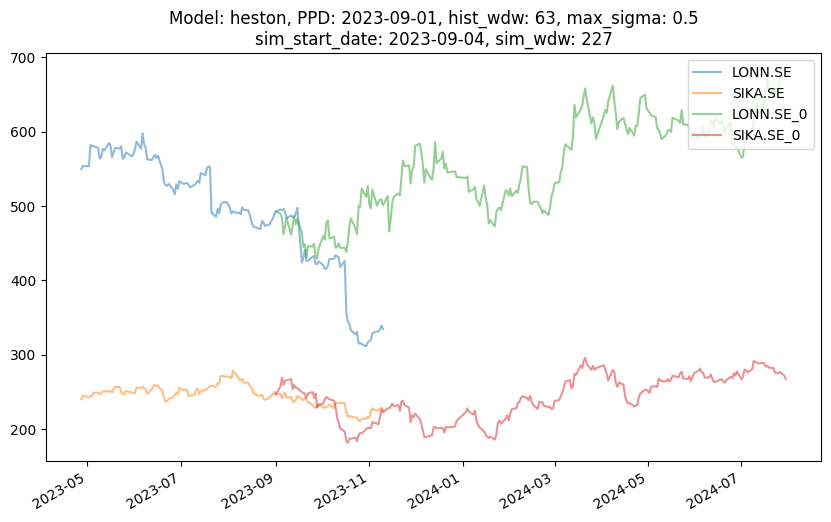 Model: heston, PPD: 2023-09-01, hist_wdw: 63, max_sigma: 0.5
sim_start_date: 2023-09-04, sim_wdw: 227
700
600
500
400
300
200
LONN.SE
SIKA.SE
LONN.SE_0
SIKA.SE_0
2023-05
2023-07
2023-09
2023-11
2024-01
2024-03
2024-05
2024-07